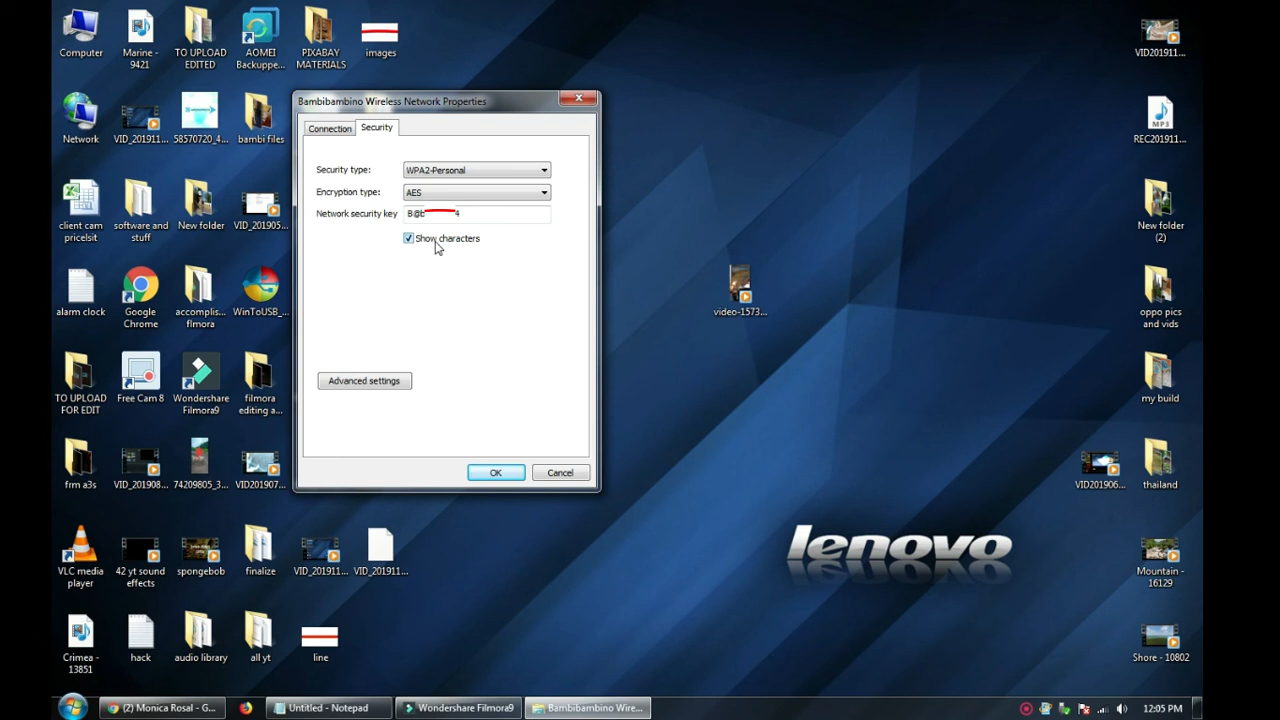 Computer
Marine - 9421
TO UPLOAD EDITED
AOMEI Backuppe...
PIXABAY MATERIALS
images
VID201911...
Network
VID_201911...
58570720_4...
bambi files
REC201911...
MP3
client cam pricelsit
software and stuff
New folder
VID_201905...
New folder (2)
alarm clock
Google Chrome
accomplis... flmora
WinToUSB_...
video-1573...
oppo pics and vids
TO UPLOAD FOR EDIT
Free Cam 8
Wondershare Filmora9
filmora editing a...
my build
frm a3s
VID_201908...
74209805_3...
VID201907...
VID201906...
thailand
VLC media player
42 yt sound effects
spongebob
finalize
VID_201911...
VID_201911...
Mountain - 16129
Crimea - 13851
hack
audio library
all yt
line
Shore - 10802
Bambibambino Wireless Network Properties
Connection
Security
Security type: WPA2-Personal
Encryption type: AES
Network security key
Show characters
Advanced settings
OK
Cancel
lenovo
(2) Monica Rosal - G...
Untitled - Notepad
Wondershare Filmora9
Bambibambino Wire...
12:05 PM